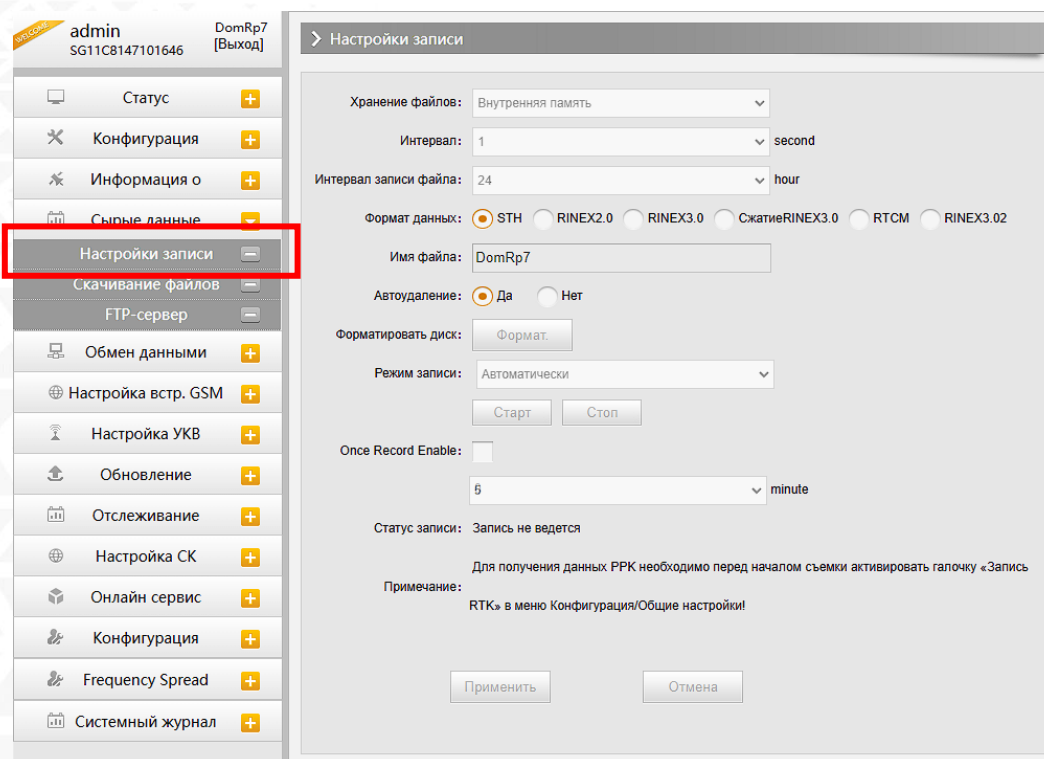 WELCOME
admin
DomRp7
SG11C8147101646
[Выход]
Статус
Конфигурация
Информация о
Сырые данные
Настройки записи
Скачивание файлов
FTP-сервер
Обмен данными
Настройка встр. GSM
Настройка УКВ
Обновление
Отслеживание
Настройка СК
Онлайн сервис
Конфигурация
Frequency Spread
Системный журнал
Настройки записи
Хранение файлов: Внутренняя память
Интервал: 1 second
Интервал записи файла: 24 hour
Формат данных: STH RINEX2.0 RINEX3.0 СжатиеRINEX3.0 RTCM RINEX3.02
Имя файла: DomRp7
Автоудаление: Да Нет
Форматировать диск: Формат.
Режим записи: Автоматически
Старт Стоп
Once Record Enable:
minute
Статус записи: Запись не ведется
Примечание: Для получения данных PPK необходимо перед началом съемки активировать галочку «Запись
RTK» в меню Конфигурация/Общие настройки!
Применить Отмена